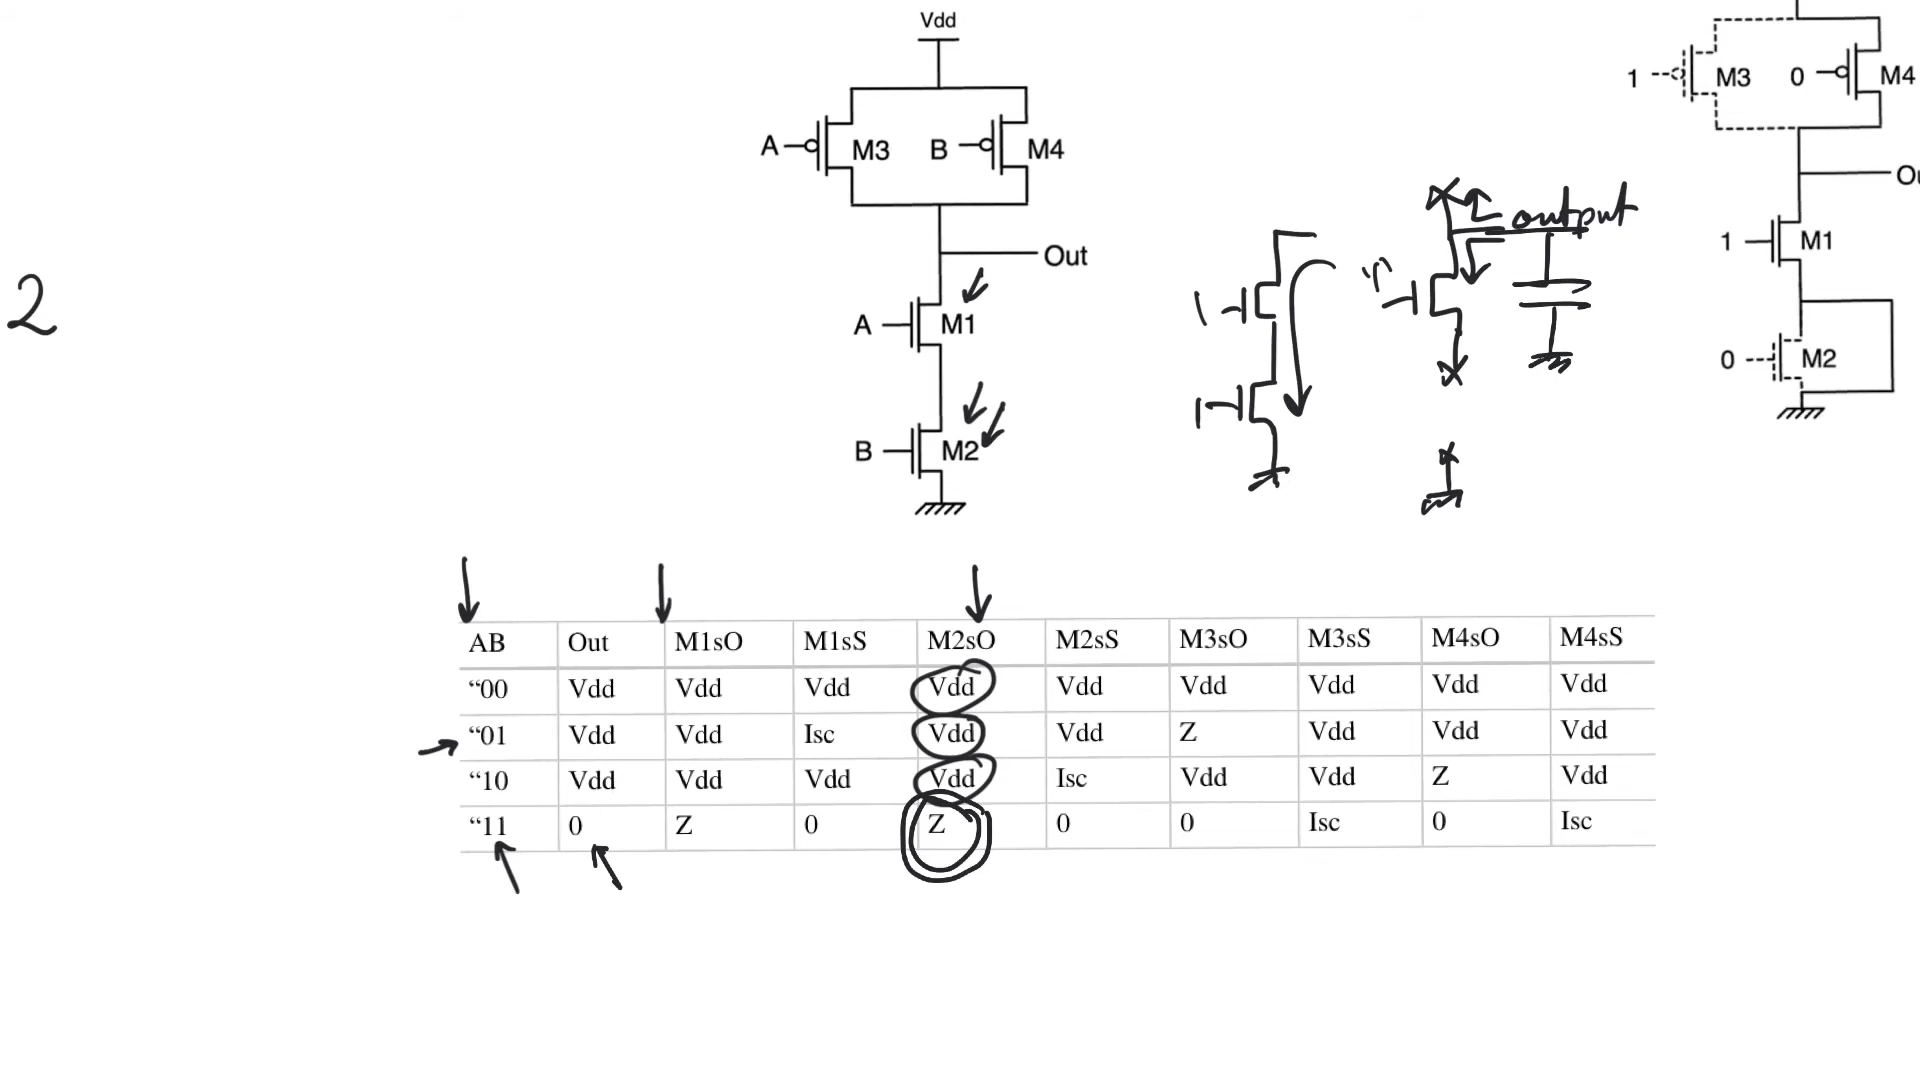 Vdd
1 M3 0 M4
A M3 B M4
output
Ou
Out
1 M1
A M1
1
"1"
2
0 M2
1
B M2
AB Out M1sO M1sS M2sO M2sS M3sO M3sS M4sO M4sS
“00 Vdd Vdd Vdd Vdd Vdd Vdd Vdd Vdd Vdd
“01 Vdd Vdd Isc Vdd Vdd Z Vdd Vdd Vdd
“10 Vdd Vdd Vdd Vdd Isc Vdd Vdd Z Vdd
“11 0 Z 0 Z 0 0 Isc 0 Isc